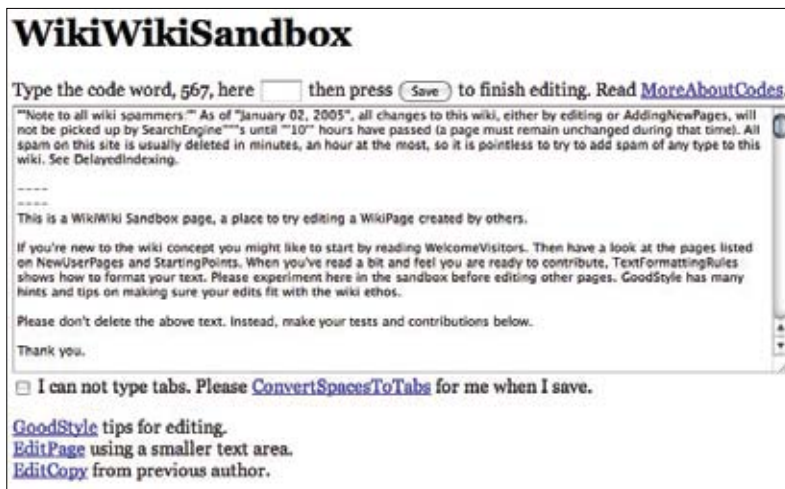 WikiWikiSandbox
Type the code word, 567, here then press Save to finish editing. Read MoreAboutCodes.
'''Note to all wiki spammers:''' As of "January 02, 2005", all changes to this wiki, either by editing or AddingNewPages, will
not be picked up by SearchEngine''''''s until '''10''' hours have passed (a page must remain unchanged during that time). All
spam on this site is usually deleted in minutes, an hour at the most, so it is pointless to try to add spam of any type to this
wiki. See DelayedIndexing.
----
----
This is a WikiWiki Sandbox page, a place to try editing a WikiPage created by others.
If you're new to the wiki concept you might like to start by reading WelcomeVisitors. Then have a look at the pages listed
on NewUserPages and StartingPoints. When you've read a bit and feel you are ready to contribute, TextFormattingRules
shows how to format your text. Please experiment here in the sandbox before editing other pages. GoodStyle has many
hints and tips on making sure your edits fit with the wiki ethos.
Please don't delete the above text. Instead, make your tests and contributions below.
Thank you.
I can not type tabs. Please ConvertSpacesToTabs for me when I save.
GoodStyle tips for editing.
EditPage using a smaller text area.
EditCopy from previous author.